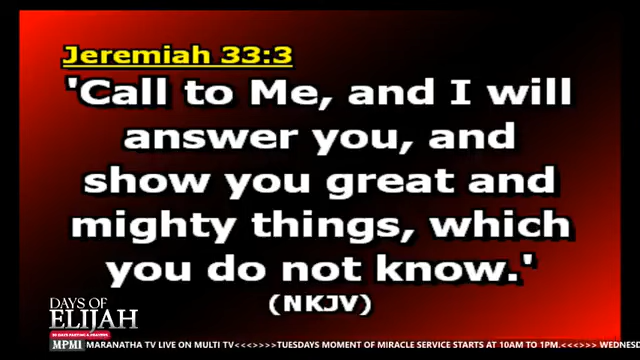 Jeremiah 33:3
'Call to Me, and I will
answer you, and
show you great and
mighty things, which
you do not know.'
(NKJV)
DAYS OF
ELIJAH
MPMI MARANATHA TV LIVE ON MULTI TV<<>>>>TUESDAYS MOMENT OF MIRACLE SERVICE STARTS AT 10AM TO 1PM.<<>>>> WEDNESD